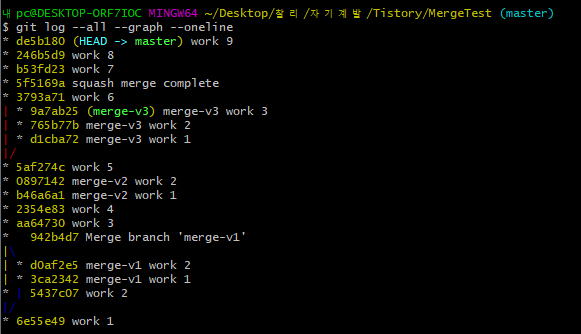 내 pc@DESKTOP-ORF7IOC MINGW64 ~/Desktop/찰리/자기계발/Tistory/MergeTest (master)
$ git log --all --graph --oneline
* de5b180 (HEAD -> master) work 9
* 246b5d9 work 8
* b53fd23 work 7
* 5f5169a squash merge complete
* 3793a71 work 6
| * 9a7ab25 (merge-v3) merge-v3 work 3
| * 765b77b merge-v3 work 2
| * d1cba72 merge-v3 work 1
|/
* 5af274c work 5
* 0897142 merge-v2 work 2
* b46a6a1 merge-v2 work 1
* 2354e83 work 4
* aa64730 work 3
*   942b4d7 Merge branch 'merge-v1'
|\
| * d0af2e5 merge-v1 work 2
| * 3ca2342 merge-v1 work 1
* | 5437c07 work 2
|/
* 6e55e49 work 1